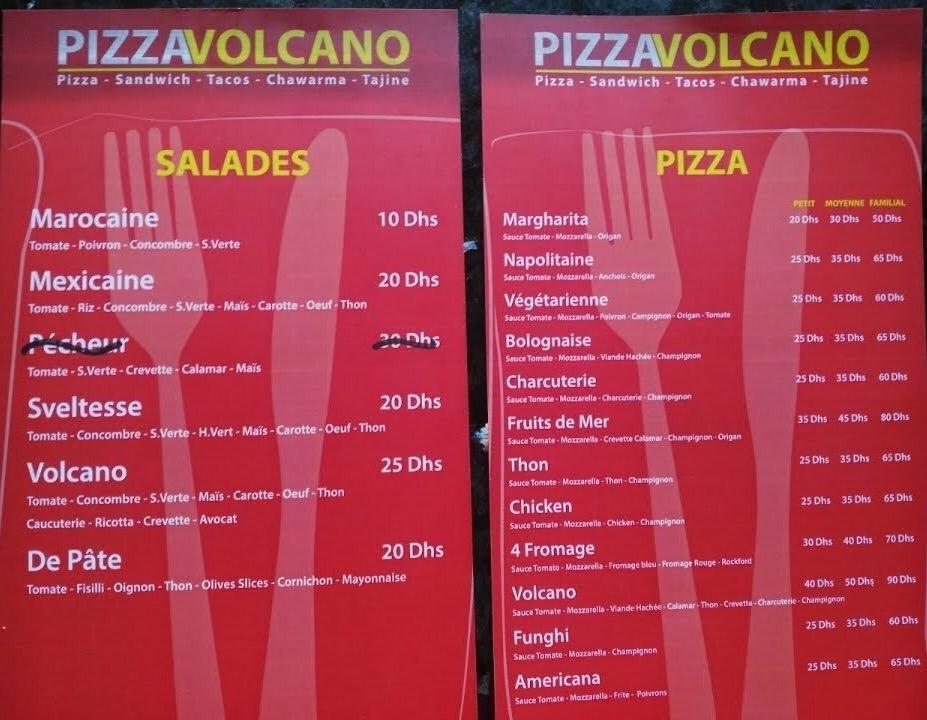 PIZZAVOLCANO
Pizza - Sandwich - Tacos - Chawarma - Tajine
SALADES
Marocaine 10 Dhs
Tomate - Poivron - Concombre - S.Verte
Mexicaine 20 Dhs
Tomate - Riz - Concombre - S.Verte - Maïs - Carotte - Oeuf - Thon
Pécheur 30 Dhs
Tomate - S.Verte - Crevette - Calamar - Maïs
Sveltesse 20 Dhs
Tomate - Concombre - S.Verte - H.Vert - Maïs - Carotte - Oeuf - Thon
Volcano 25 Dhs
Tomate - Concombre - S.Verte - Maïs - Carotte - Oeuf - Thon
Caucuterie - Ricotta - Crevette - Avocat
De Pâte 20 Dhs
Tomate - Fisilli - Oignon - Thon - Olives Slices - Cornichon - Mayonnaise
PIZZAVOLCANO
Pizza - Sandwich - Tacos - Chawarma - Tajine
PIZZA
PETIT MOYENNE FAMILIAL
Margharita 20 Dhs 30 Dhs 50 Dhs
Sauce Tomate - Mozzarella - Origan
Napolitaine 25 Dhs 35 Dhs 65 Dhs
Sauce Tomate - Mozzarella - Anchois - Origan
Végétarienne 25 Dhs 35 Dhs 60 Dhs
Sauce Tomate - Mozzarella - Poivron - Campignon - Origan - Tomate
Bolognaise 25 Dhs 35 Dhs 65 Dhs
Sauce Tomate - Mozzarella - Viande Hachée - Champignon
Charcuterie 25 Dhs 35 Dhs 60 Dhs
Sauce Tomate - Mozzarella - Charcuterie - Champignon
Fruits de Mer 35 Dhs 45 Dhs 80 Dhs
Sauce Tomate - Mozzarella - Crevette Calamar - Champignon - Origan
Thon 25 Dhs 35 Dhs 65 Dhs
Sauce Tomate - Mozzarella - Thon - Champignon
Chicken 25 Dhs 35 Dhs 65 Dhs
Sauce Tomate - Mozzarella - Chicken - Champignon
4 Fromage 30 Dhs 40 Dhs 70 Dhs
Sauce Tomate - Mozzarella - Fromage bleu - Fromage Rouge - Rockford
Volcano 40 Dhs 50 Dhs 90 Dhs
Sauce Tomate - Mozzarella - Viande Hachée - Calamar - Thon - Crevette - Charcuterie - Champignon
Funghi 25 Dhs 35 Dhs 60 Dhs
Sauce Tomate - Mozzarella - Champignon
Americana 25 Dhs 35 Dhs 65 Dhs
Sauce Tomate - Mozzarella - Frite - Poivrons